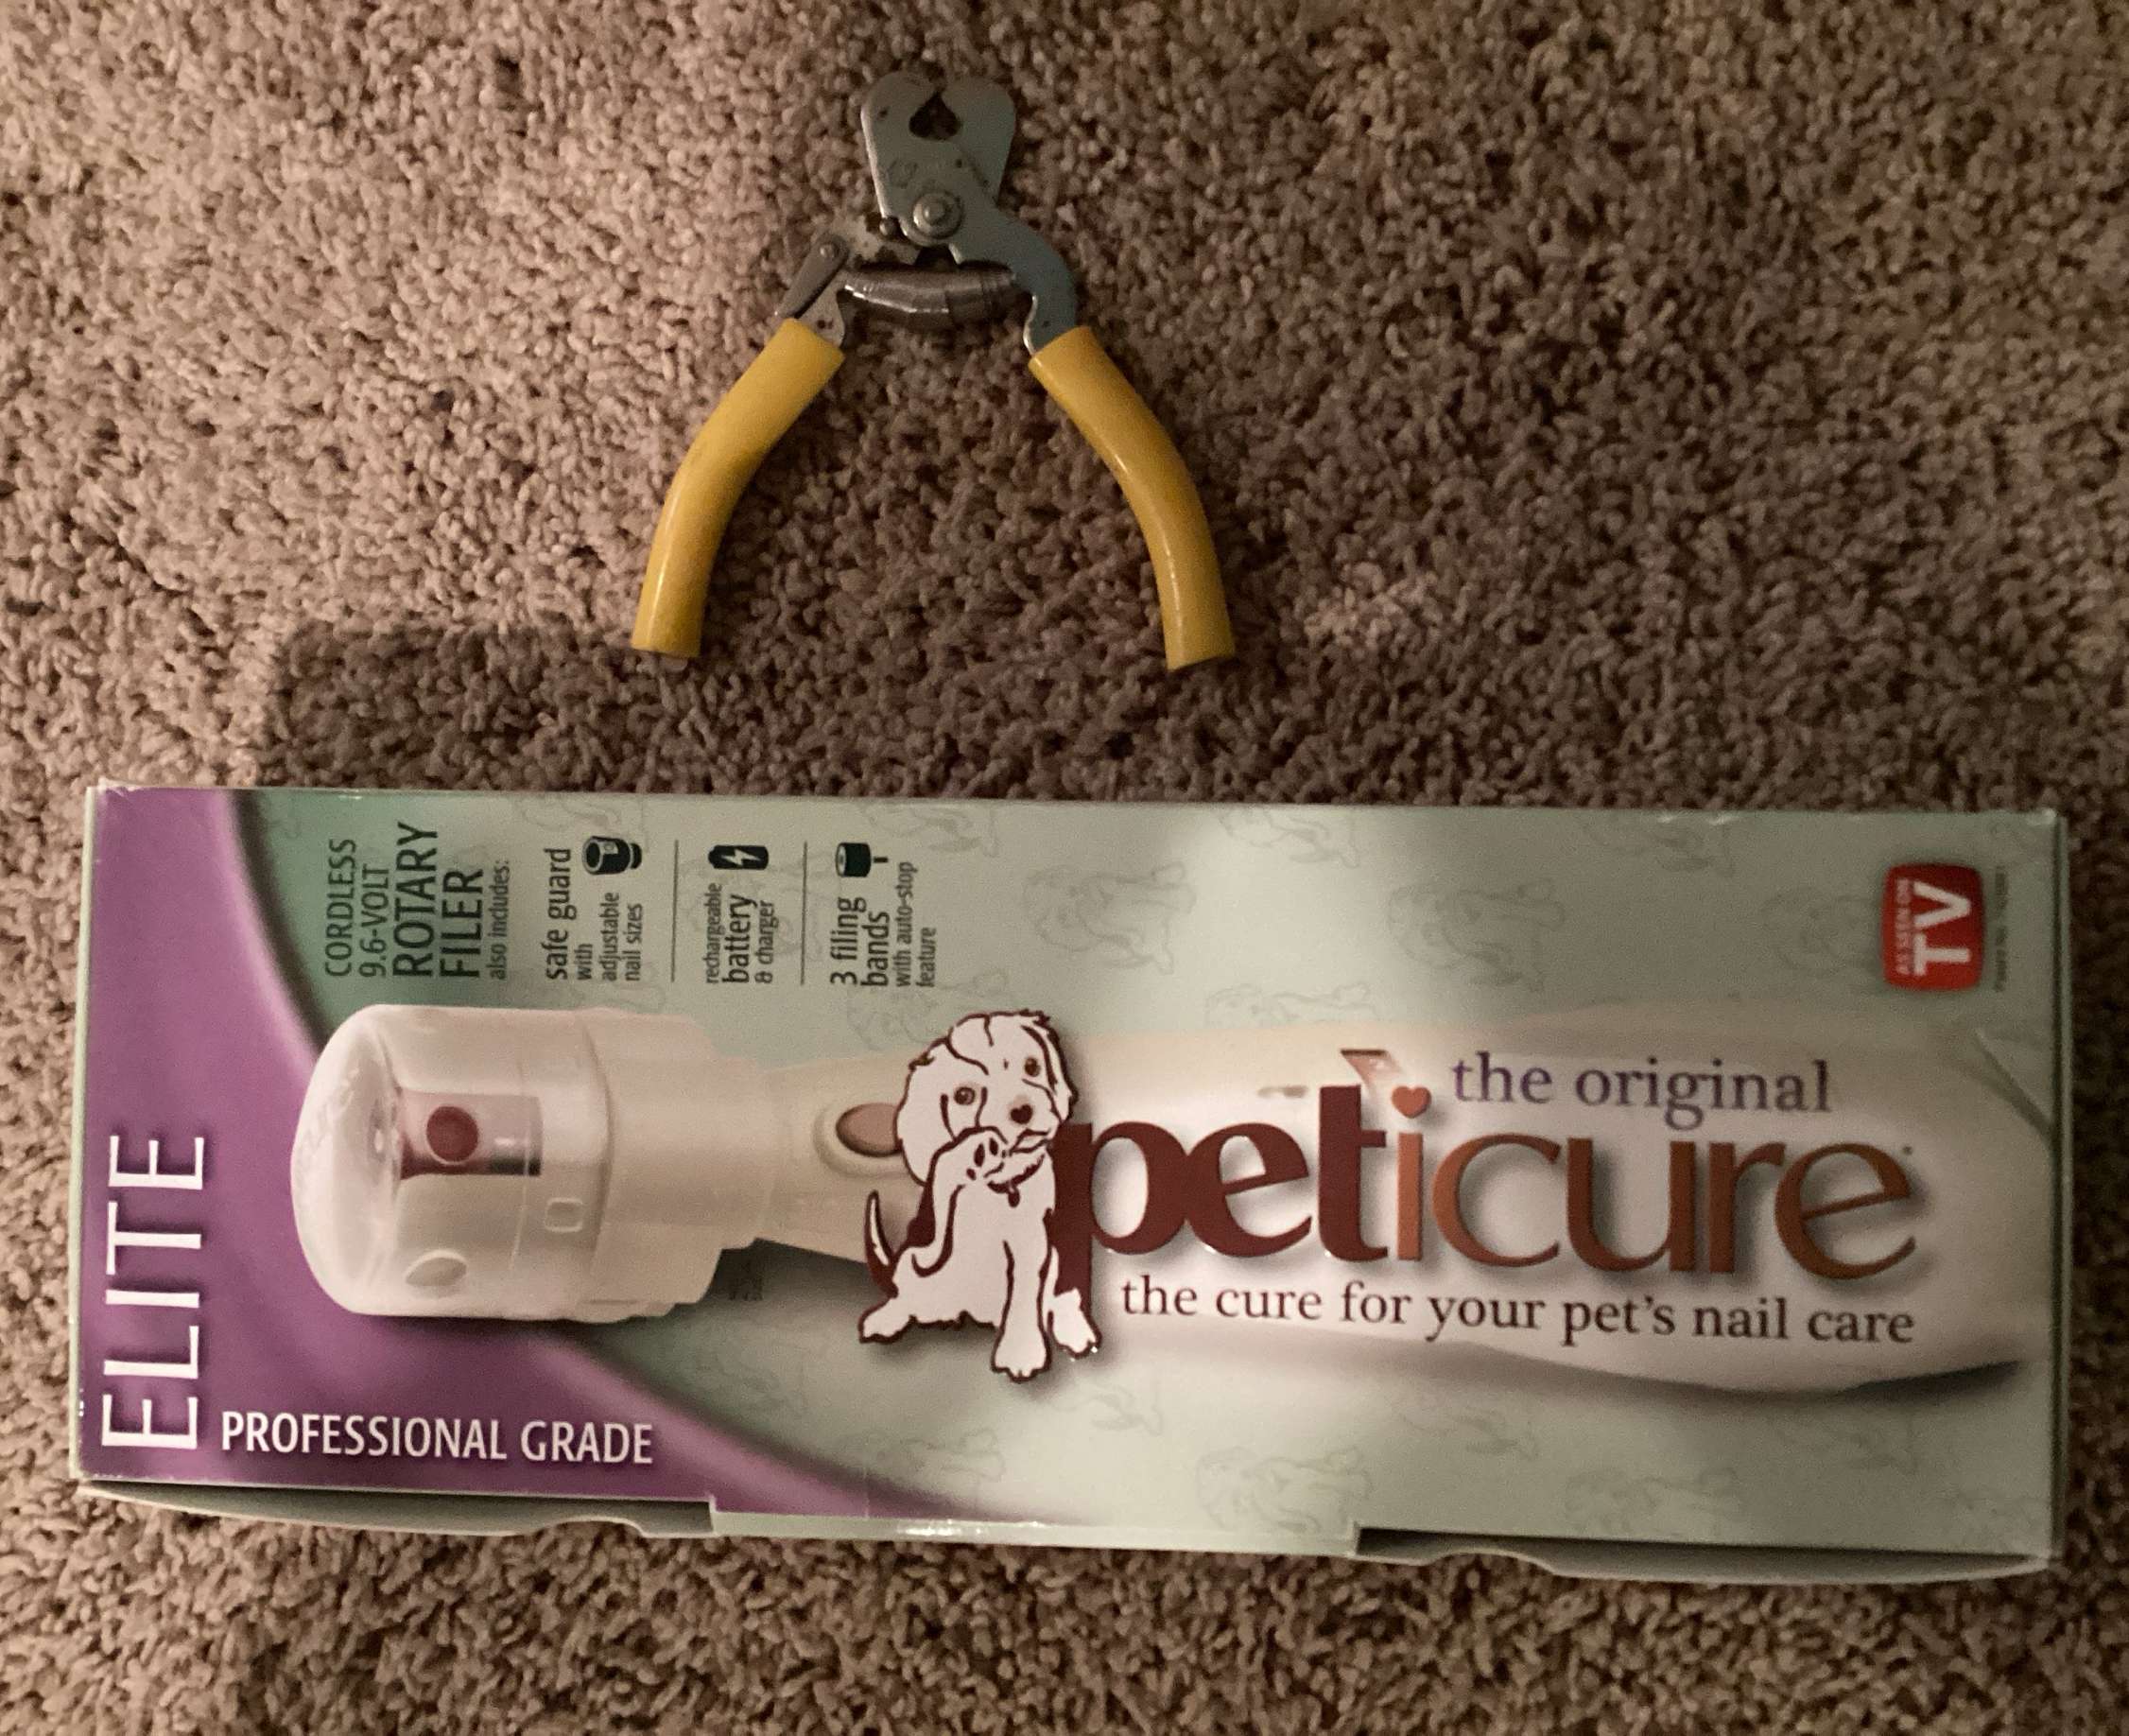 ELITE
PROFESSIONAL GRADE
CORDLESS
9.6-VOLT
ROTARY
FILER
also includes:
safe guard
with
adjustable
nail sizes
rechargeable
battery
& charger
3 filling
bands
with auto-stop
feature
the original
peticure
the cure for your pet's nail care
AS SEEN ON
TV